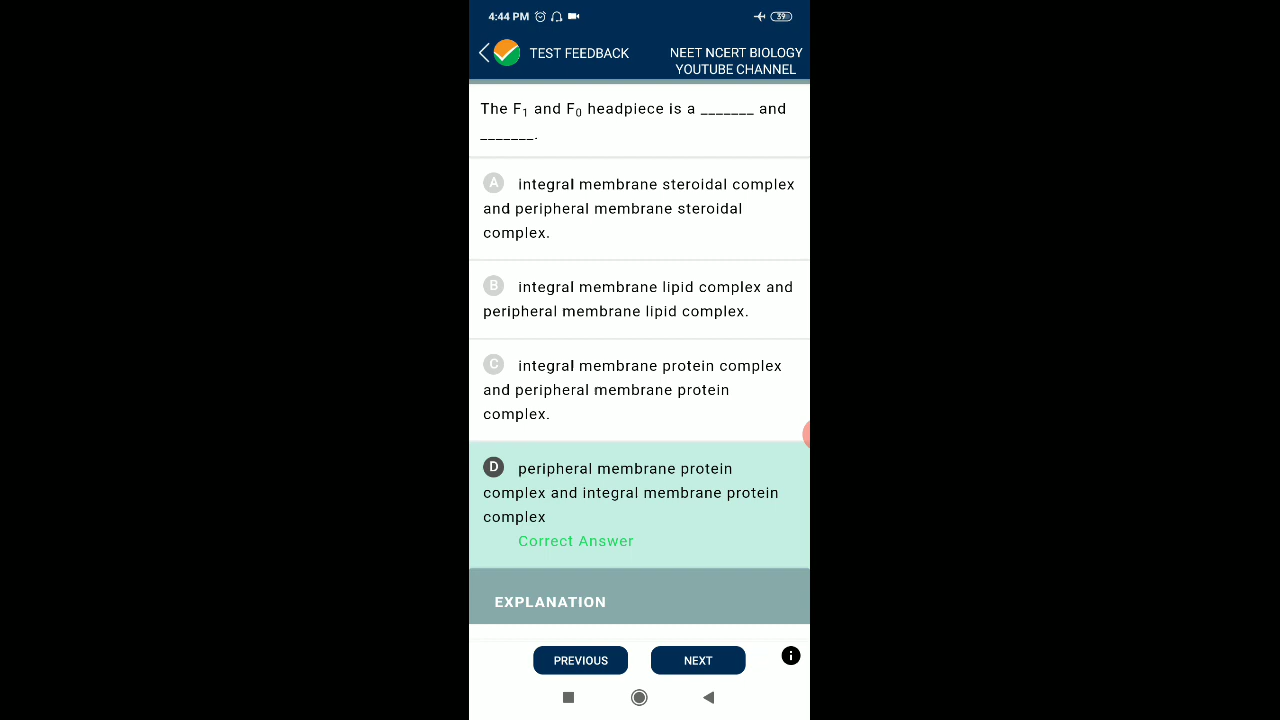 4:44 PM 39
TEST FEEDBACK
NEET NCERT BIOLOGY
YOUTUBE CHANNEL
The F₁ and F₀ headpiece is a _______ and
_______.
A integral membrane steroidal complex
and peripheral membrane steroidal
complex.
B integral membrane lipid complex and
peripheral membrane lipid complex.
C integral membrane protein complex
and peripheral membrane protein
complex.
D peripheral membrane protein
complex and integral membrane protein
complex
Correct Answer
EXPLANATION
PREVIOUS NEXT i